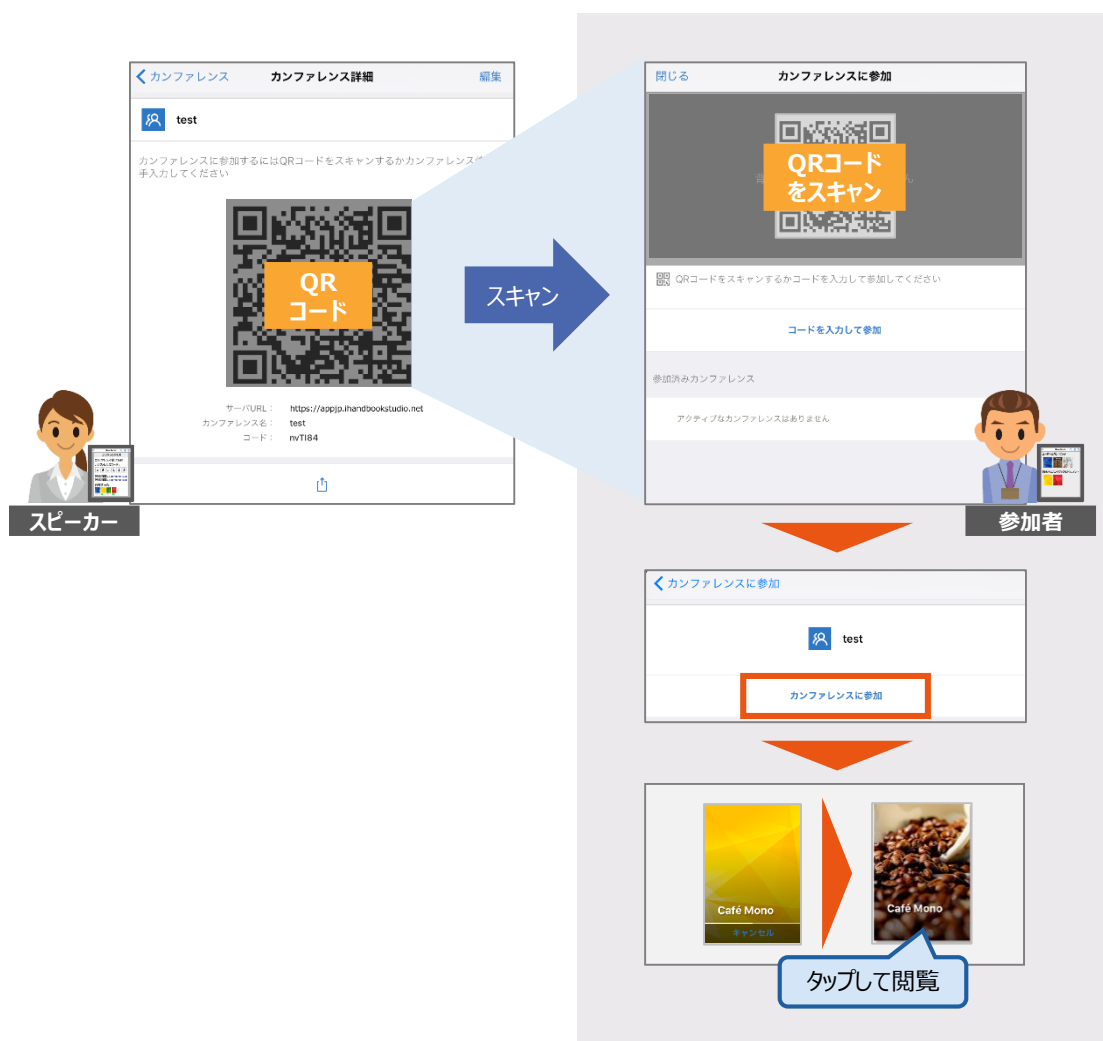 カンファレンス
カンファレンス詳細
編集
test
カンファレンスに参加するにはQRコードをスキャンするかカンファレンス
手入力してください
QR
コード
サーバURL：
https://appjp.ihandbookstudio.net
カンファレンス名：
test
コード：
nvTl84
スピーカー
スキャン
閉じる
カンファレンスに参加
QRコード
をスキャン
QRコードをスキャンするかコードを入力して参加してください
コードを入力して参加
参加済みカンファレンス
アクティブなカンファレンスはありません
参加者
カンファレンスに参加
test
カンファレンスに参加
Café Mono
キャンセル
Café Mono
タップして閲覧